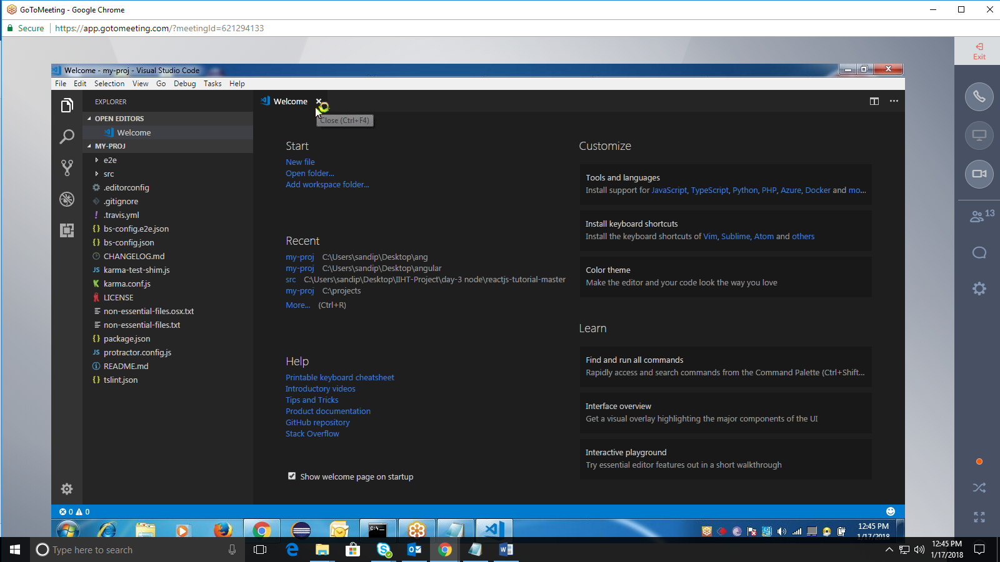 GoToMeeting - Google Chrome
Secure
https://app.gotomeeting.com/?meetingId=621294133
Exit
Welcome - my-proj - Visual Studio Code
File Edit Selection View Go Debug Tasks Help
EXPLORER
Welcome
Close (Ctrl+F4)
OPEN EDITORS
Welcome
MY-PROJ
e2e
src
.editorconfig
.gitignore
.travis.yml
bs-config.e2e.json
bs-config.json
CHANGELOG.md
karma-test-shim.js
karma.conf.js
LICENSE
non-essential-files.osx.txt
non-essential-files.txt
package.json
protractor.config.js
README.md
tslint.json
Start
New file
Open folder...
Add workspace folder...
Recent
my-proj C:\Users\sandip\Desktop\ang
my-proj C:\Users\sandip\Desktop\angular
src C:\Users\sandip\Desktop\IIHT-Project\day-3 node\reactjs-tutorial-master
my-proj C:\projects
More... (Ctrl+R)
Help
Printable keyboard cheatsheet
Introductory videos
Tips and Tricks
Product documentation
GitHub repository
Stack Overflow
Show welcome page on startup
Customize
Tools and languages
Install support for JavaScript, TypeScript, Python, PHP, Azure, Docker and mo...
Install keyboard shortcuts
Install the keyboard shortcuts of Vim, Sublime, Atom and others
Color theme
Make the editor and your code look the way you love
Learn
Find and run all commands
Rapidly access and search commands from the Command Palette (Ctrl+Shift...
Interface overview
Get a visual overlay highlighting the major components of the UI
Interactive playground
Try essential editor features out in a short walkthrough
13
0 0
12:45 PM
1/17/2018
Type here to search
12:45 PM
1/17/2018